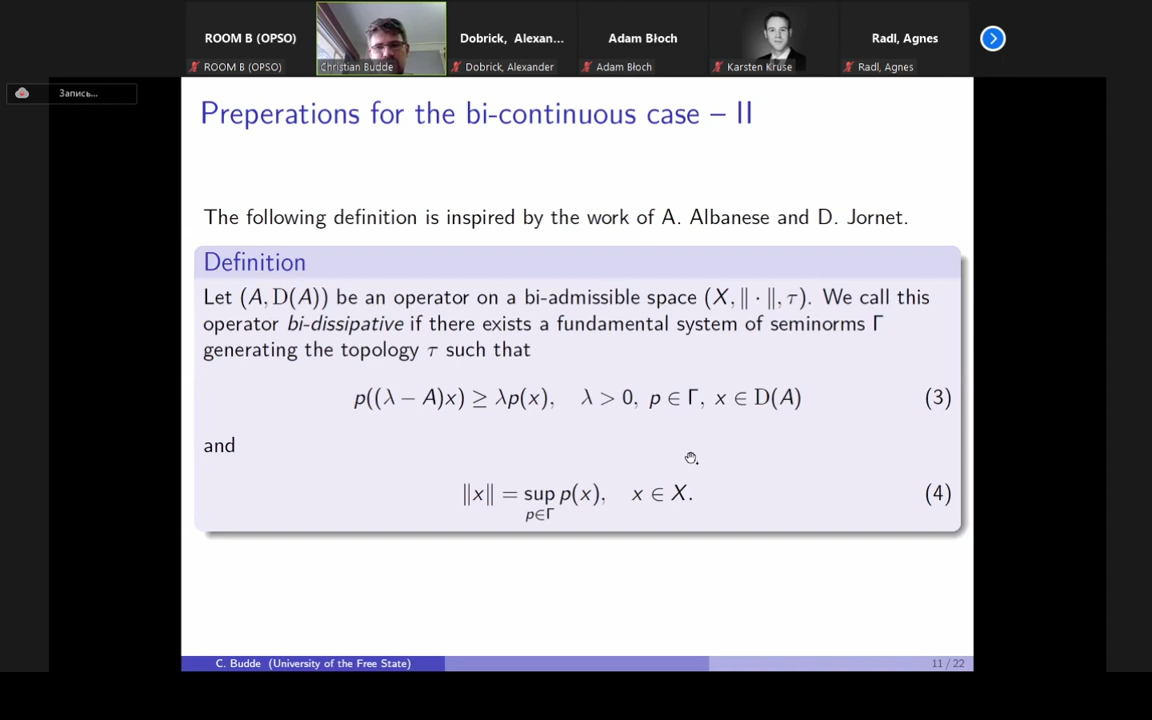 ROOM B (OPSO)
Dobrick, Alexan...
Adam Błoch
Radl, Agnes
ROOM B (OPSO)
Christian Budde
Dobrick, Alexander
Adam Błoch
Karsten Kruse
Radl, Agnes
Запись...
Preperations for the bi-continuous case – II
The following definition is inspired by the work of A. Albanese and D. Jornet.
Definition
Let (A, D(A)) be an operator on a bi-admissible space (X, ‖ · ‖, τ). We call this
operator bi-dissipative if there exists a fundamental system of seminorms Γ
generating the topology τ such that
p((λ − A)x) ≥ λp(x), λ > 0, p ∈ Γ, x ∈ D(A) (3)
and
‖x‖ = sup p(x), x ∈ X. (4)
p∈Γ
C. Budde (University of the Free State)
11 / 22